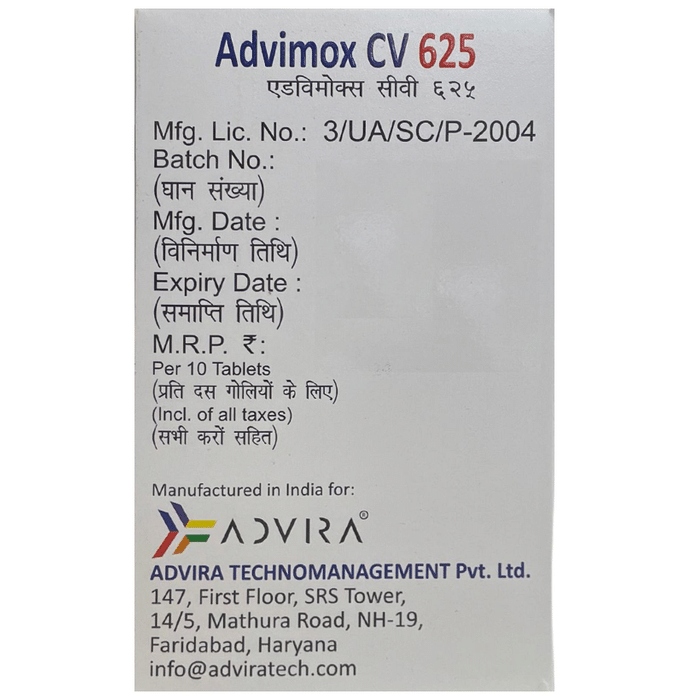 Advimox CV 625
एडविमोक्स सीवी ६२५
Mfg. Lic. No.: 3/UA/SC/P-2004
Batch No.:
(घान संख्या)
Mfg. Date :
(विनिर्माण तिथि)
Expiry Date :
(समाप्ति तिथि)
M.R.P. ₹:
Per 10 Tablets
(प्रति दस गोलियों के लिए)
(Incl. of all taxes)
(सभी करों सहित)
Manufactured in India for:
ADVIRA®
ADVIRA TECHNOMANAGEMENT Pvt. Ltd.
147, First Floor, SRS Tower,
14/5, Mathura Road, NH-19,
Faridabad, Haryana
info@adviratech.com